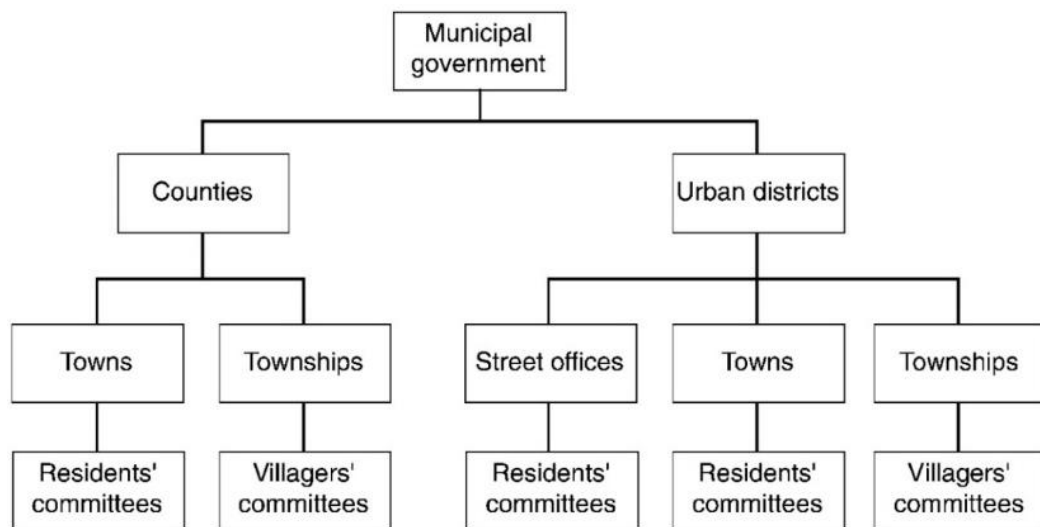 Municipal
government
Counties
Urban districts
Towns
Townships
Street offices
Towns
Townships
Residents'
committees
Villagers'
committees
Residents'
committees
Residents'
committees
Villagers'
committees